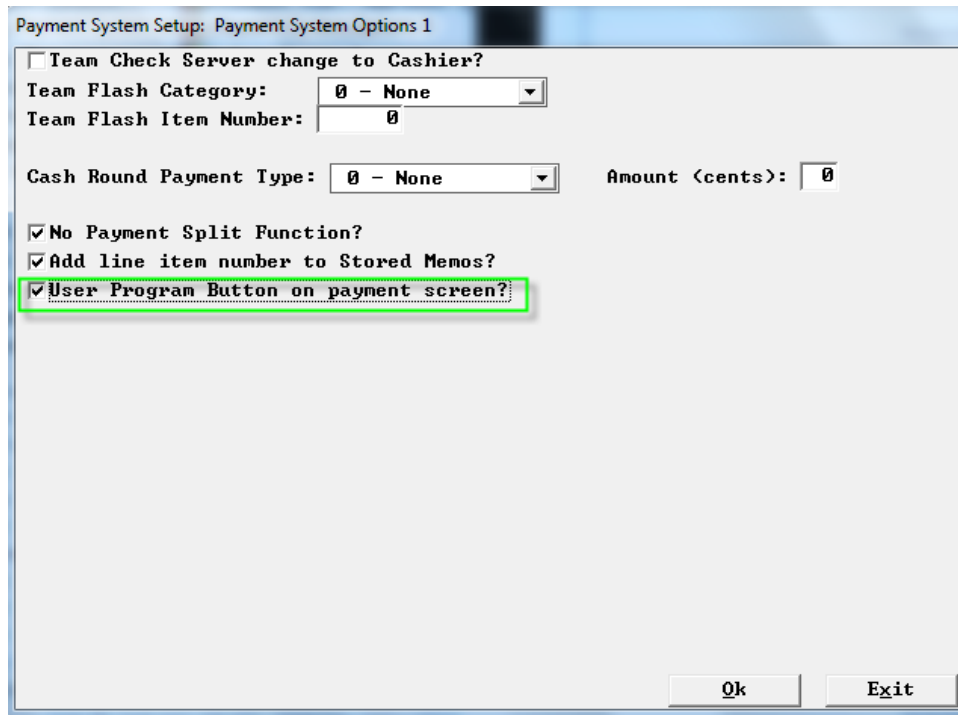 Payment System Setup: Payment System Options 1
Team Check Server change to Cashier?
Team Flash Category: 0 - None
Team Flash Item Number: 0
Cash Round Payment Type: 0 - None Amount (cents): 0
No Payment Split Function?
Add line item number to Stored Memos?
User Program Button on payment screen?
Ok Exit